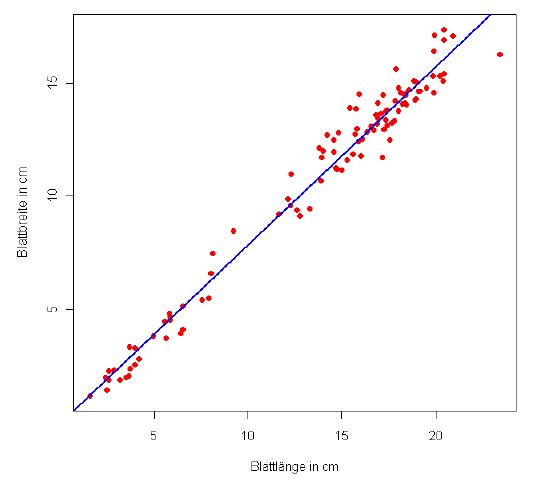 15
10
5
Blattbreite in cm
5 10 15 20
Blattlänge in cm